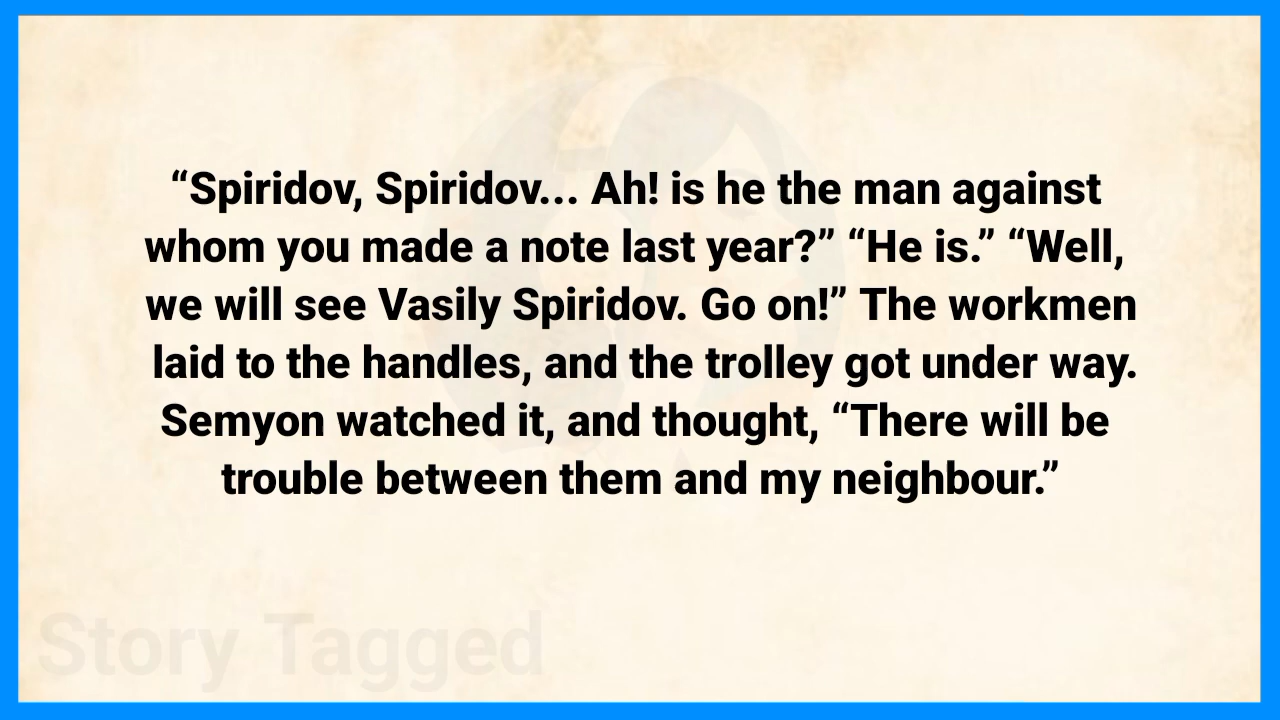 “Spiridov, Spiridov... Ah! is he the man against
whom you made a note last year?” “He is.” “Well,
we will see Vasily Spiridov. Go on!” The workmen
laid to the handles, and the trolley got under way.
Semyon watched it, and thought, “There will be
trouble between them and my neighbour.”
Story Tagged